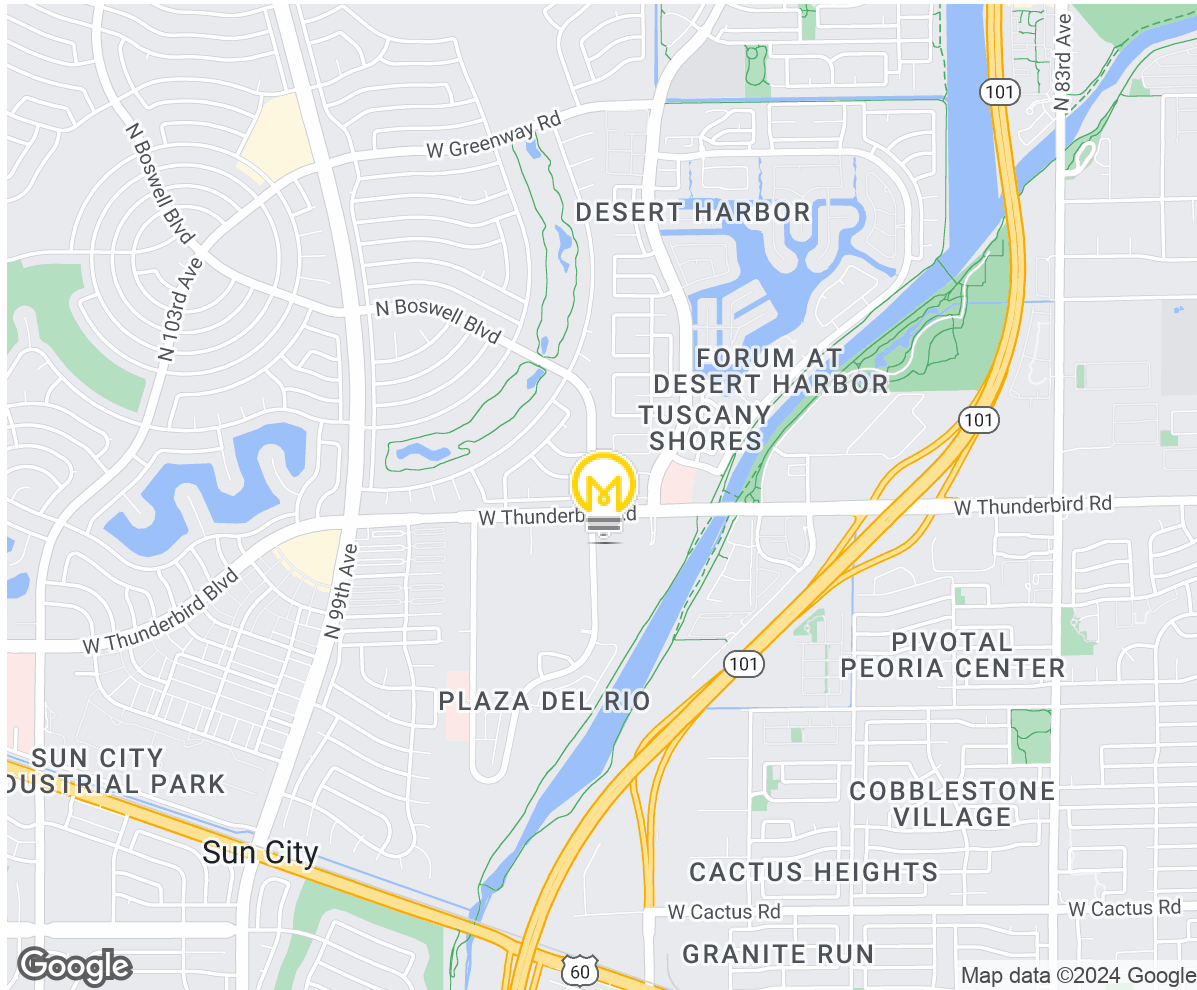 101
N 83rd Ave
W Greenway Rd
N Boswell Blvd
DESERT HARBOR
N 103rd Ave
N Boswell Blvd
FORUM AT
DESERT HARBOR
TUSCANY
SHORES
101
M
W Thunderb rd
W Thunderbird Rd
N 99th Ave
W Thunderbird Blvd
PIVOTAL
PEORIA CENTER
101
PLAZA DEL RIO
SUN CITY
DUSTRIAL PARK
COBBLESTONE
VILLAGE
Sun City
CACTUS HEIGHTS
W Cactus Rd
W Cactus Rd
GRANITE RUN
Google
60
Map data ©2024 Google